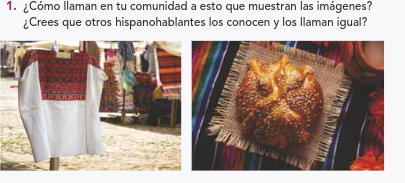 1. ¿Cómo llaman en tu comunidad a esto que muestran las imágenes?
¿Crees que otros hispanohablantes los conocen y los llaman igual?